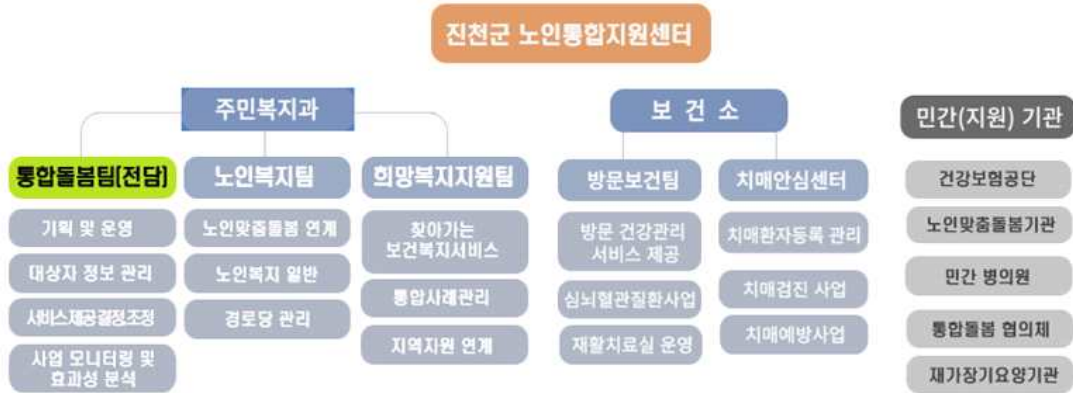 진천군 노인통합지원센터
주민복지과
통합돌봄팀(전담)
기획 및 운영
대상자 정보 관리
서비스제공결정.조정
사업 모니터링 및
효과성 분석
노인복지팀
노인맞춤돌봄 연계
노인복지 일반
경로당 관리
희망복지지원팀
찾아가는
보건복지서비스
통합사례관리
지역자원 연계
보 건 소
방문보건팀
방문 건강관리
서비스 제공
심뇌혈관질환사업
재활치료실 운영
치매안심센터
치매환자등록 관리
치매검진 사업
치매예방사업
민간(지원) 기관
건강보험공단
노인맞춤돌봄기관
민간 병의원
통합돌봄 협의체
재가장기요양기관